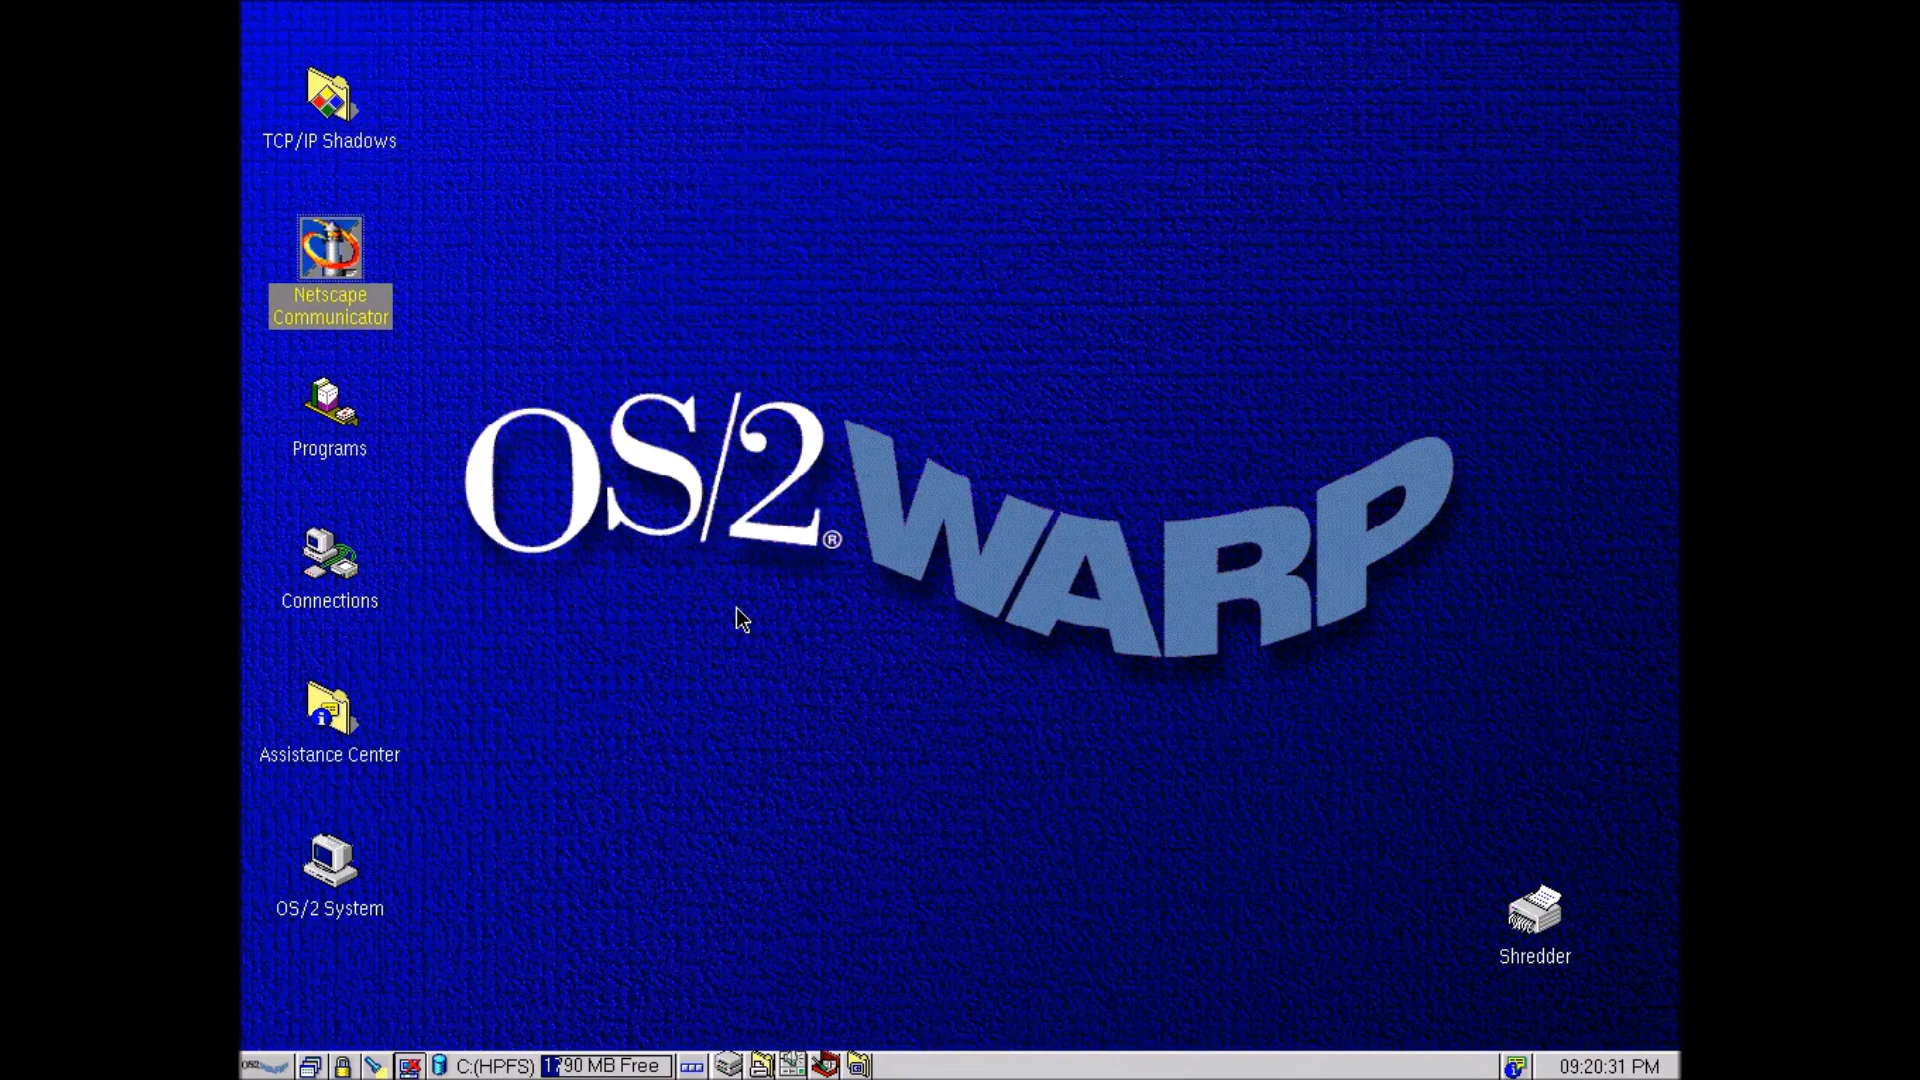 TCP/IP Shadows
Netscape
Communicator
Programs
Connections
Assistance Center
OS/2 System
OS/2® WARP
Shredder
C:(HPFS) 1790 MB Free
09:20:31 PM